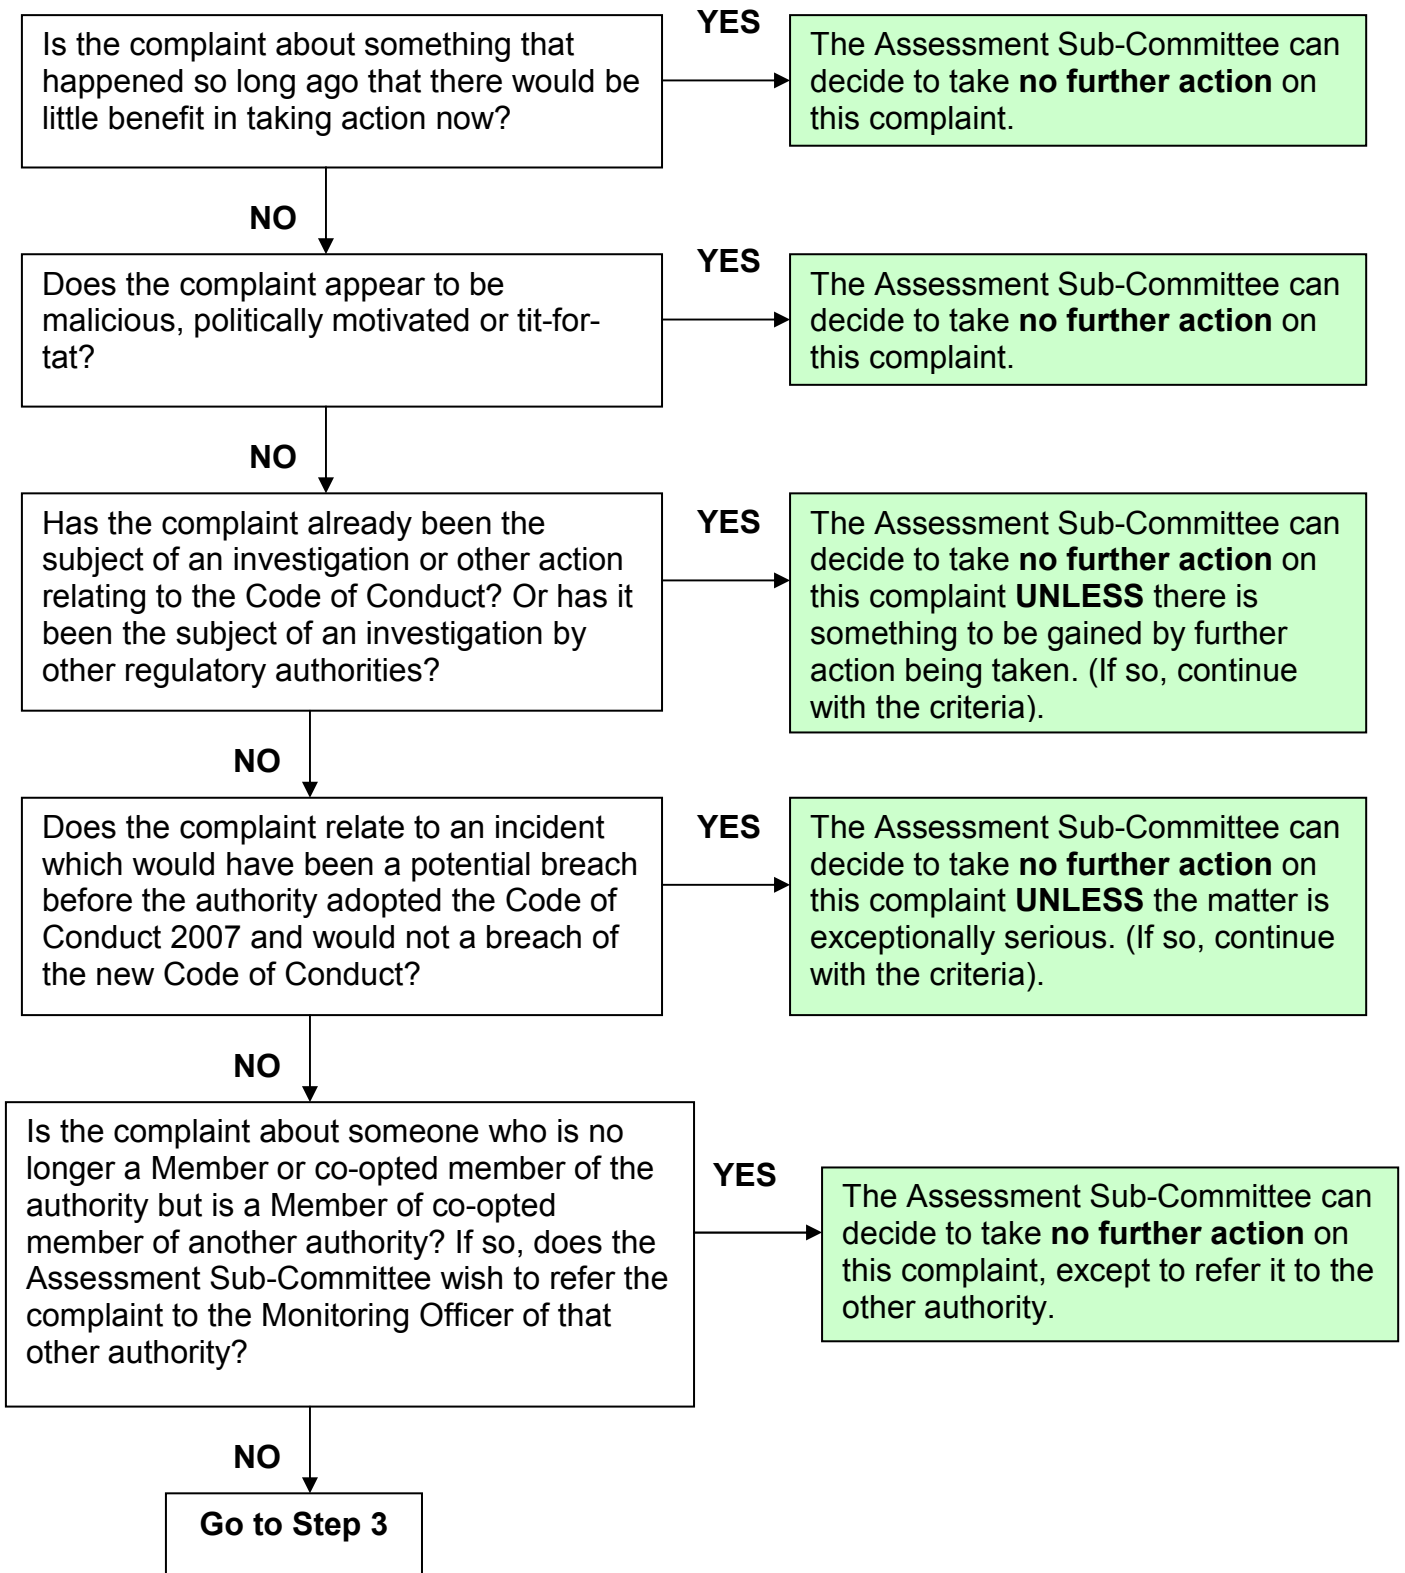 Is the complaint about something that
happened so long ago that there would be
little benefit in taking action now?
YES
The Assessment Sub-Committee can
decide to take no further action on
this complaint.
NO
Does the complaint appear to be
malicious, politically motivated or tit-for-
tat?
YES
The Assessment Sub-Committee can
decide to take no further action on
this complaint.
NO
Has the complaint already been the
subject of an investigation or other action
relating to the Code of Conduct? Or has it
been the subject of an investigation by
other regulatory authorities?
YES
The Assessment Sub-Committee can
decide to take no further action on
this complaint UNLESS there is
something to be gained by further
action being taken. (If so, continue
with the criteria).
NO
Does the complaint relate to an incident
which would have been a potential breach
before the authority adopted the Code of
Conduct 2007 and would not a breach of
the new Code of Conduct?
YES
The Assessment Sub-Committee can
decide to take no further action on
this complaint UNLESS the matter is
exceptionally serious. (If so, continue
with the criteria).
NO
Is the complaint about someone who is no
longer a Member or co-opted member of the
authority but is a Member of co-opted
member of another authority? If so, does the
Assessment Sub-Committee wish to refer the
complaint to the Monitoring Officer of that
other authority?
YES
The Assessment Sub-Committee can
decide to take no further action on
this complaint, except to refer it to the
other authority.
NO
Go to Step 3